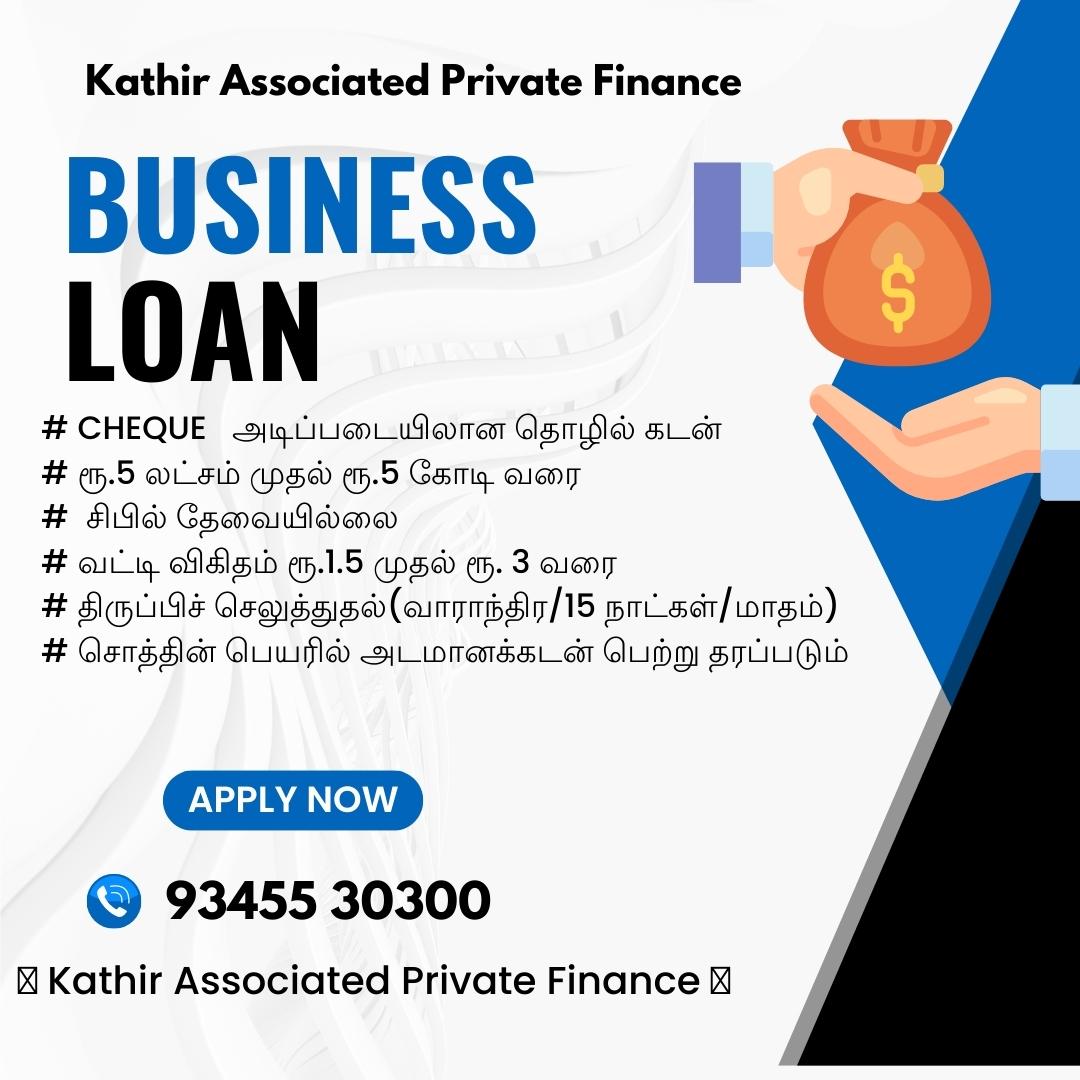 Kathir Associated Private Finance
BUSINESS
LOAN
# CHEQUE அடிப்படையிலான தொழில் கடன்
# ரூ.5 லட்சம் முதல் ரூ.5 கோடி வரை
# சிபில் தேவையில்லை
# வட்டி விகிதம் ரூ.1.5 முதல் ரூ. 3 வரை
# திருப்பிச் செலுத்துதல்(வாராந்திர/15 நாட்கள்/மாதம்)
# சொத்தின் பெயரில் அடமானக்கடன் பெற்று தரப்படும்
$
APPLY NOW
93455 30300
Kathir Associated Private Finance